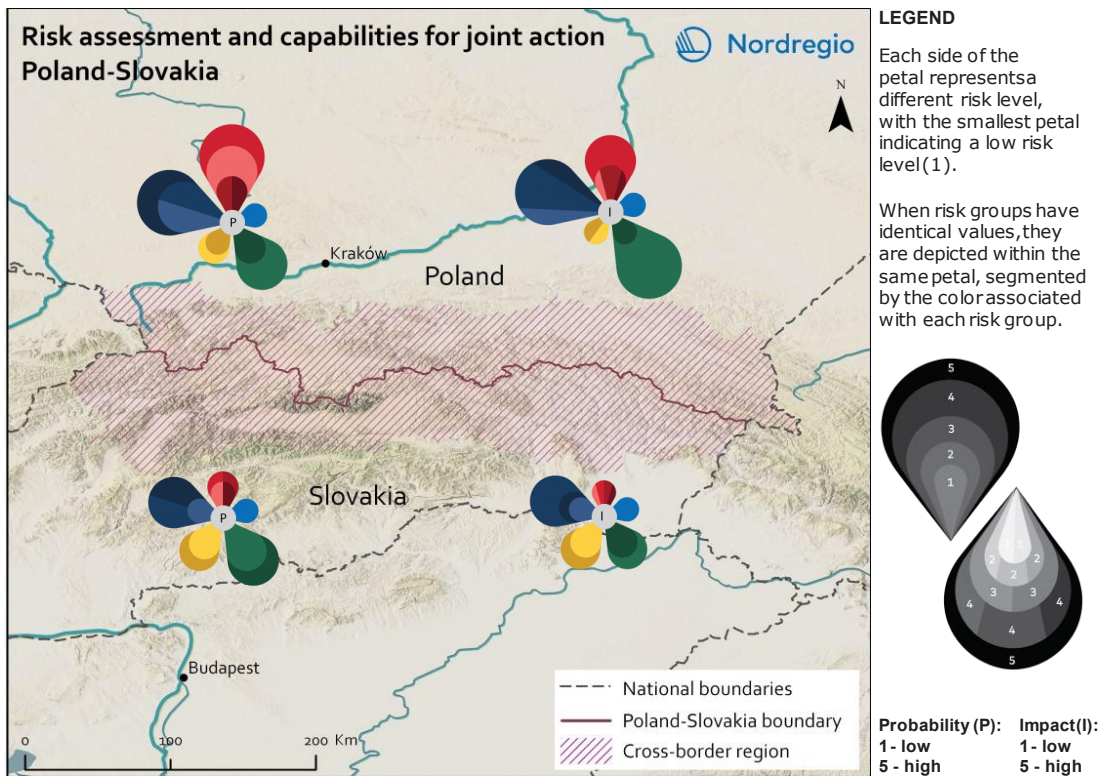 Risk assessment and capabilities for joint action
Poland-Slovakia
Nordregio
N
P
I
Kraków
Poland
Slovakia
P
I
Budapest
0 100 200 Km
National boundaries
Poland-Slovakia boundary
Cross-border region
LEGEND
Each side of the
petal representsa
different risk level,
with the smallest petal
indicating a low risk
level(1).
When risk groups have
identical values,they
are depicted within the
same petal, segmented
by the color associated
with each risk group.
5
4
3
2
1
1 1
2 2
2
3 3
4 4
4
5
Probability (P): Impact(I):
1 - low 1 - low
5 - high 5 - high